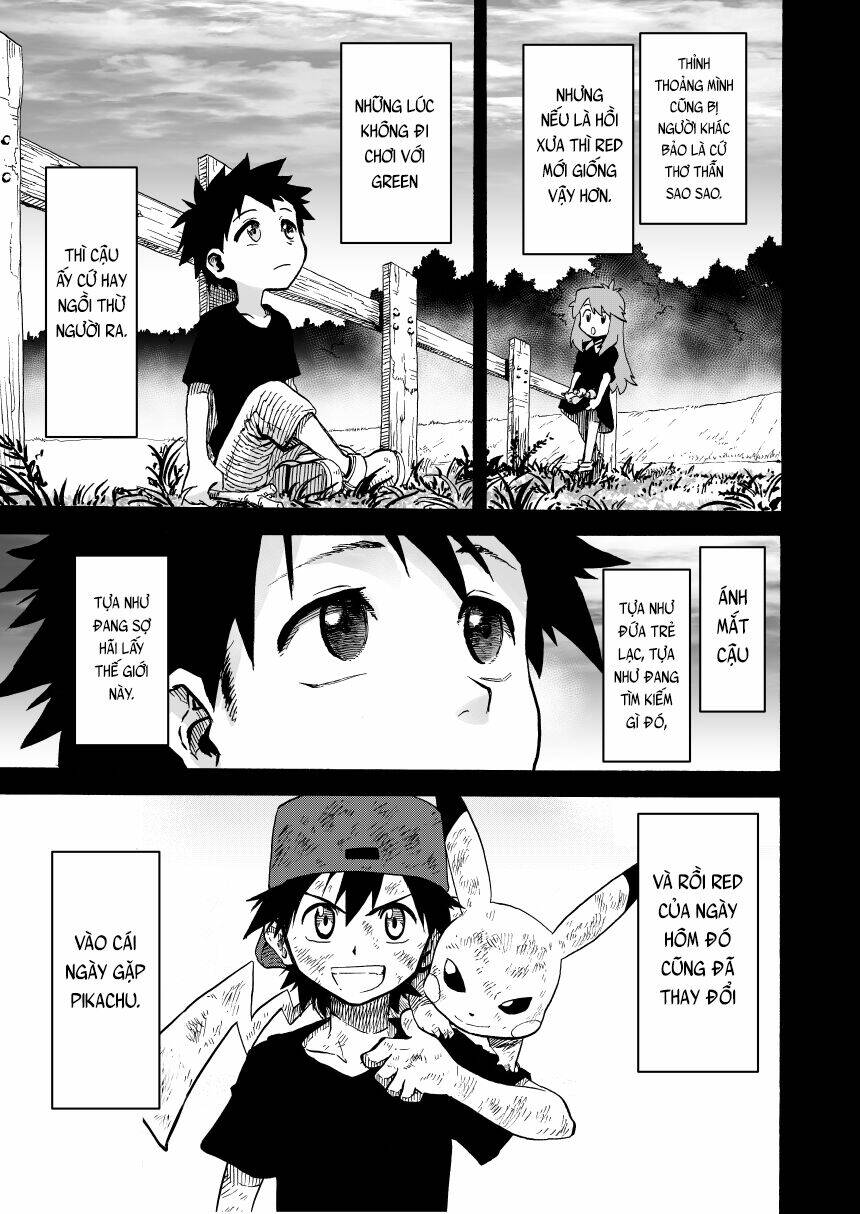 THỈNH
THOẢNG MÌNH
CŨNG BỊ
NGƯỜI KHÁC
BẢO LÀ CỨ
THƠ THẨN
SAO SAO.
NHƯNG
NẾU LÀ HỒI
XƯA THÌ RED
MỚI GIỐNG
VẬY HƠN.
NHỮNG LÚC
KHÔNG ĐI
CHƠI VỚI
GREEN
THÌ CẬU
ẤY CỨ HAY
NGỒI THỪ
NGƯỜI RA.
ÁNH
MẮT
CẬU
TỰA NHƯ
ĐỨA TRẺ
LẠC, TỰA
NHƯ ĐANG
TÌM KIẾM
GÌ ĐÓ,
TỰA NHƯ
ĐANG SỢ
HÃI LẤY
THẾ GIỚI
NÀY.
VÀ RỒI RED
CỦA NGÀY
HÔM ĐÓ
CŨNG ĐÃ
THAY ĐỔI
VÀO CÁI
NGÀY GẶP
PIKACHU.